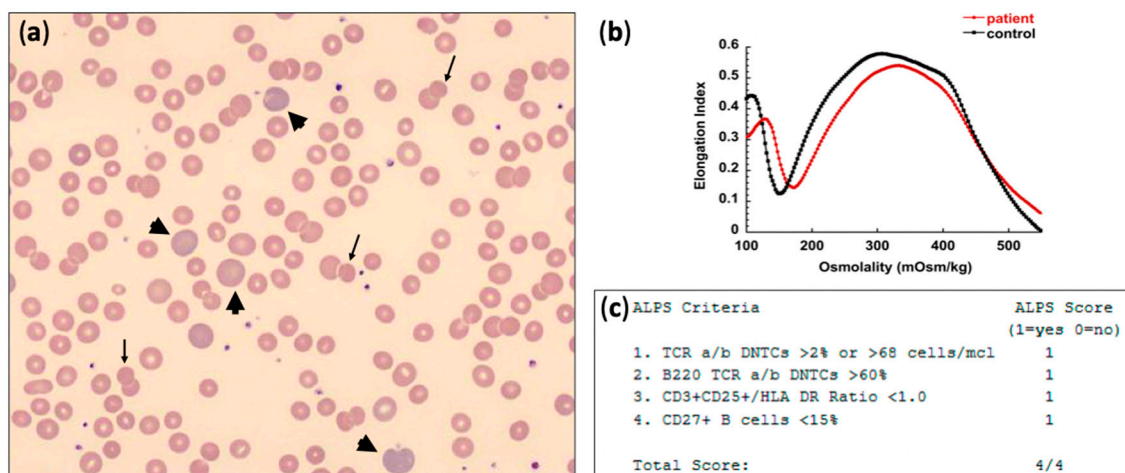 (a)
(b)
patient
control
0.6
0.5
0.4
0.3
0.2
0.1
0
Elongation Index
100 200 300 400 500
Osmolality (mOsm/kg)
(c) ALPS Criteria ALPS Score
(1=yes 0=no)
1. TCR a/b DNTCs >2% or >68 cells/mcl 1
2. B220 TCR a/b DNTCs >60% 1
3. CD3+CD25+/HLA DR Ratio <1.0 1
4. CD27+ B cells <15% 1
Total Score: 4/4